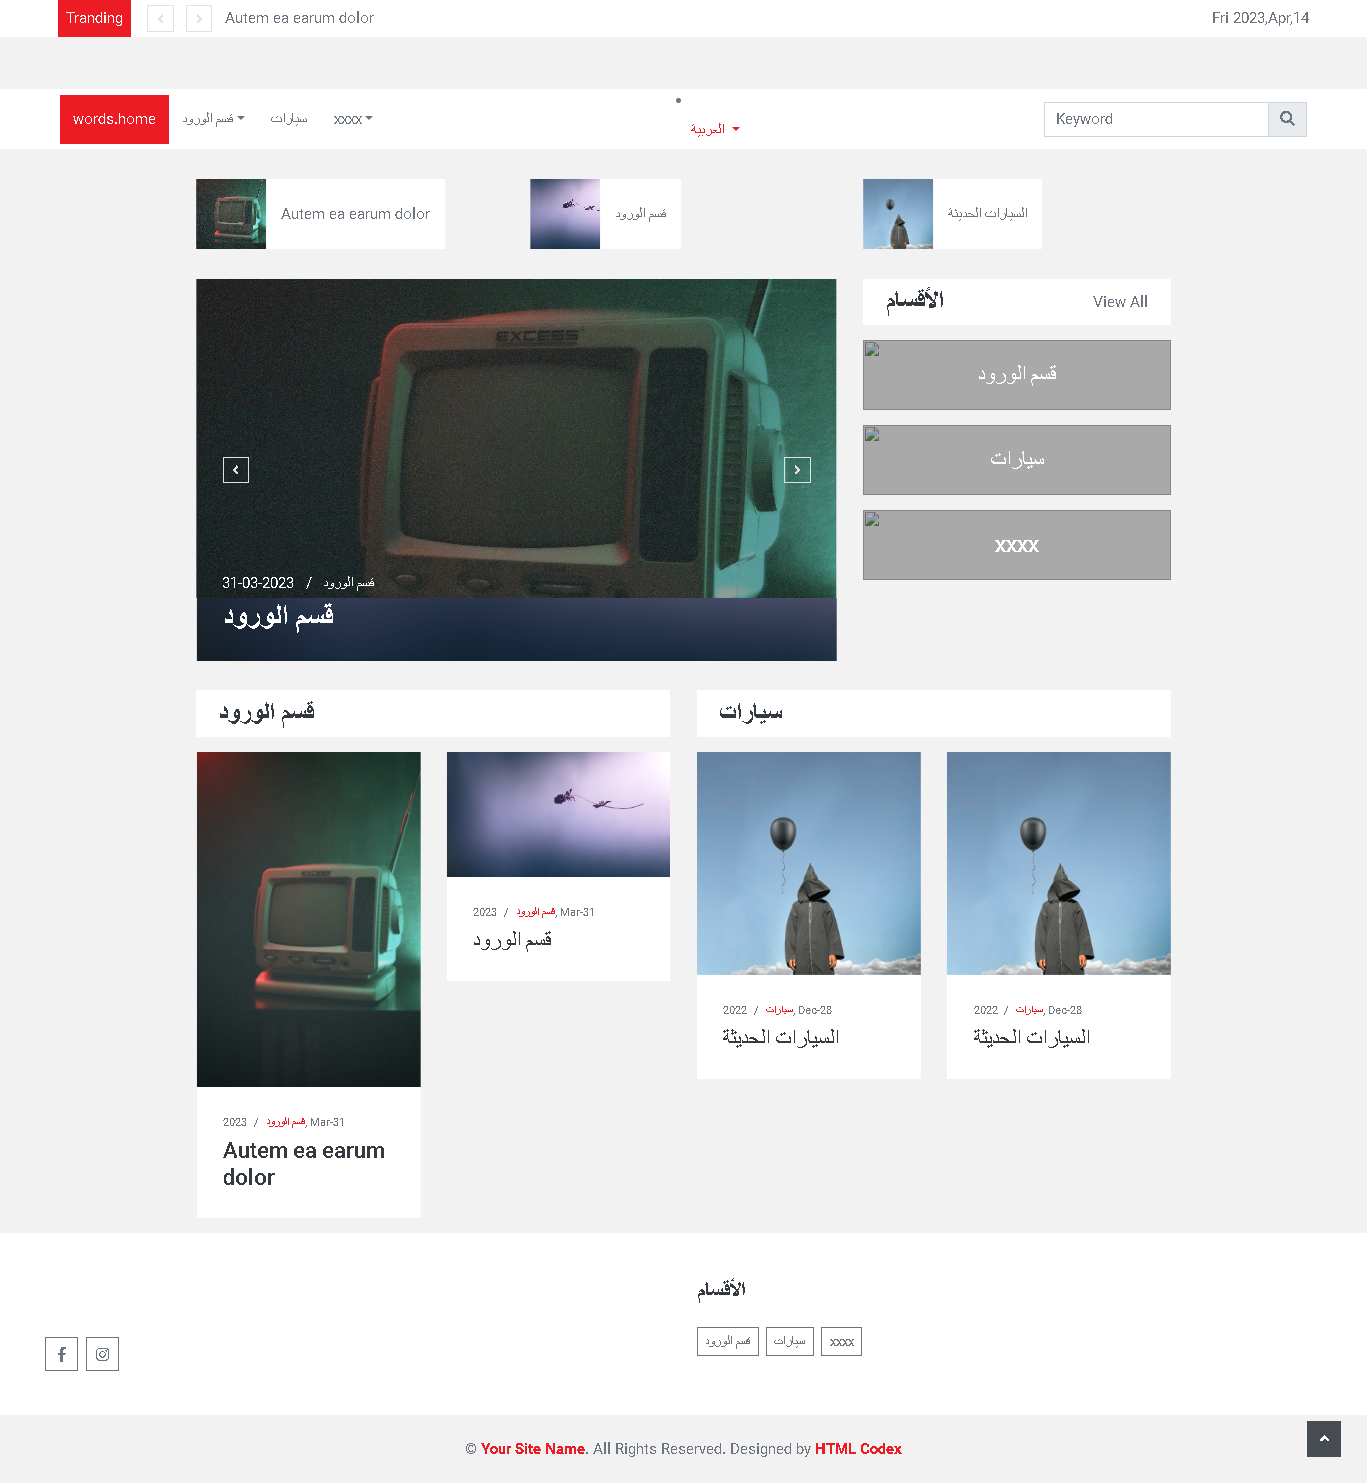 Tranding
Autem ea earum dolor
Fri 2023,Apr,14
words.home
قسم الورود
سيارات
xxxx
العربية
Keyword
Autem ea earum dolor
قسم الورود
السيارات الحديثة
EXCESS
31-03-2023 / قسم الورود
قسم الورود
الأقسام
View All
قسم الورود
سيارات
xxxx
قسم الورود
سيارات
EXCESS
2023 / قسم الورود, Mar-31
Autem ea earum
dolor
2023 / قسم الورود, Mar-31
قسم الورود
2022 / سيارات, Dec-28
السيارات الحديثة
2022 / سيارات, Dec-28
السيارات الحديثة
الأقسام
قسم الورود
سيارات
xxxx
© Your Site Name. All Rights Reserved. Designed by HTML Codex